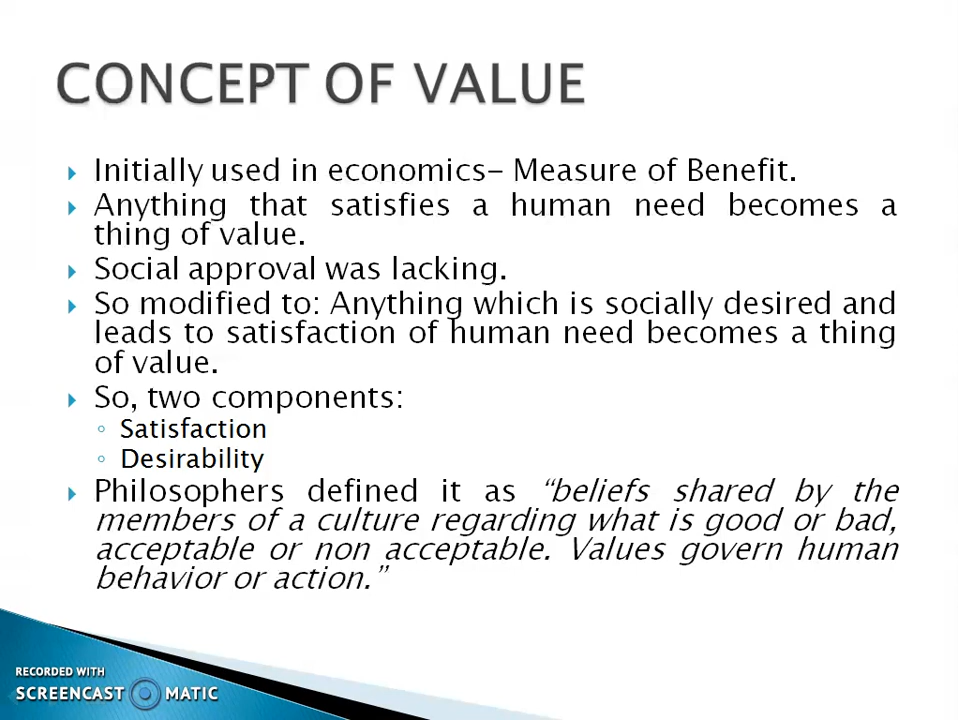 CONCEPT OF VALUE
Initially used in economics– Measure of Benefit.
Anything that satisfies a human need becomes a
thing of value.
Social approval was lacking.
So modified to: Anything which is socially desired and
leads to satisfaction of human need becomes a thing
of value.
So, two components:
Satisfaction
Desirability
Philosophers defined it as “beliefs shared by the
members of a culture regarding what is good or bad,
acceptable or non acceptable. Values govern human
behavior or action.”
RECORDED WITH
SCREENCAST MATIC